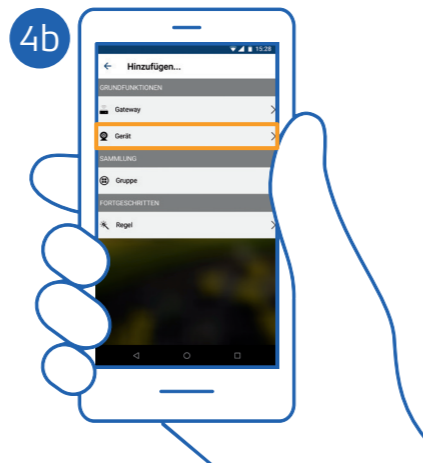 4b
15:28
Hinzufügen...
GRUNDFUNKTIONEN
Gateway
Gerät
SAMMLUNG
Gruppe
FORTGESCHRITTEN
Regel